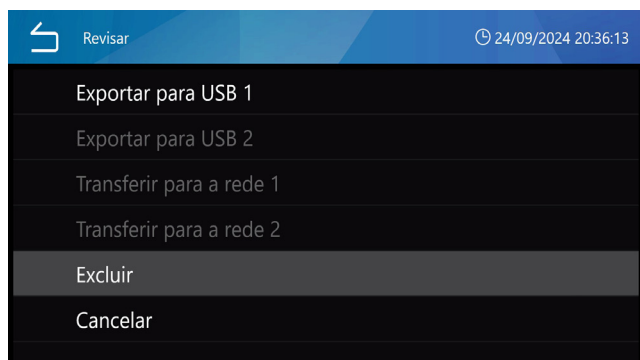 Revisar
24/09/2024 20:36:13
Exportar para USB 1
Exportar para USB 2
Transferir para a rede 1
Transferir para a rede 2
Excluir
Cancelar